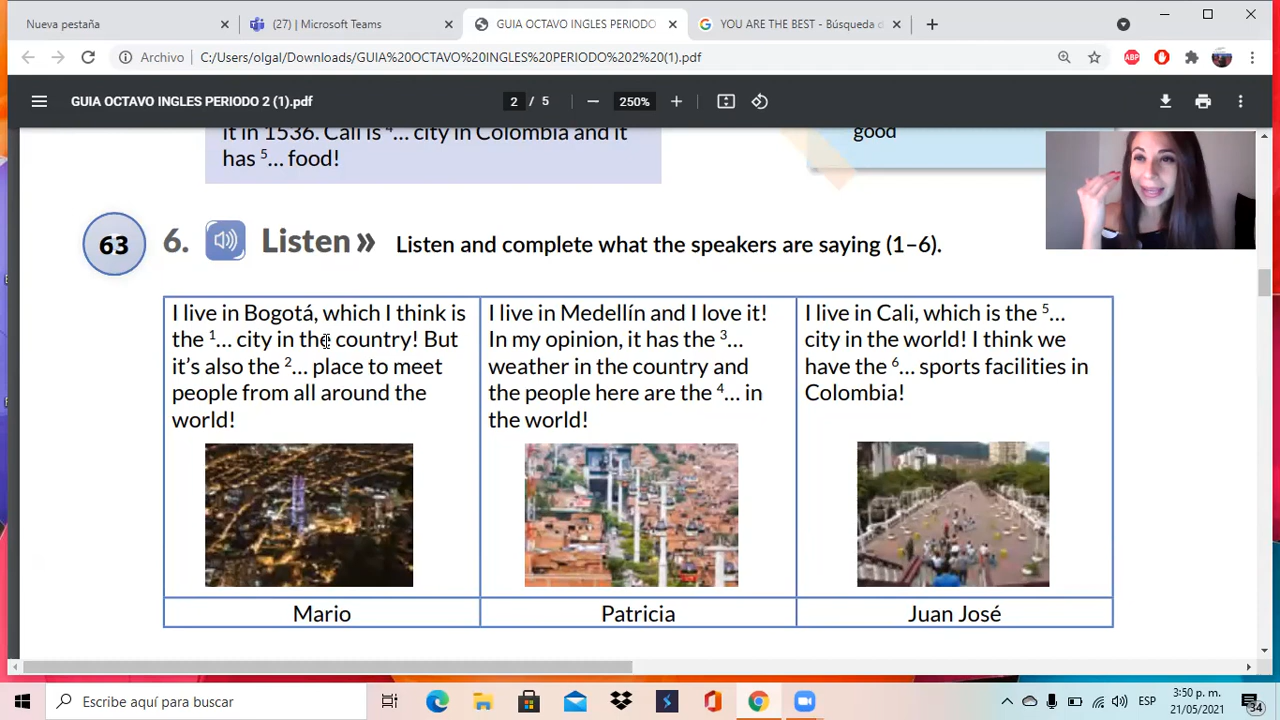 Nueva pestaña
(27) | Microsoft Teams
GUIA OCTAVO INGLES PERIODO
YOU ARE THE BEST - Búsqueda d
Archivo
C:/Users/olgal/Downloads/GUIA%20OCTAVO%20INGLES%20PERIODO%202%20(1).pdf
ABP
GUIA OCTAVO INGLES PERIODO 2 (1).pdf
2 / 5
250%
it in 1536. Cali is 4... city in Colombia and it
has 5... food!
good
63
6.
Listen»
Listen and complete what the speakers are saying (1–6).
I live in Bogotá, which I think is
the 1... city in the country! But
it's also the 2... place to meet
people from all around the
world!
I live in Medellín and I love it!
In my opinion, it has the 3...
weather in the country and
the people here are the 4... in
the world!
I live in Cali, which is the 5...
city in the world! I think we
have the 6... sports facilities in
Colombia!
Mario
Patricia
Juan José
Escribe aquí para buscar
ESP
3:50 p. m.
21/05/2021
34